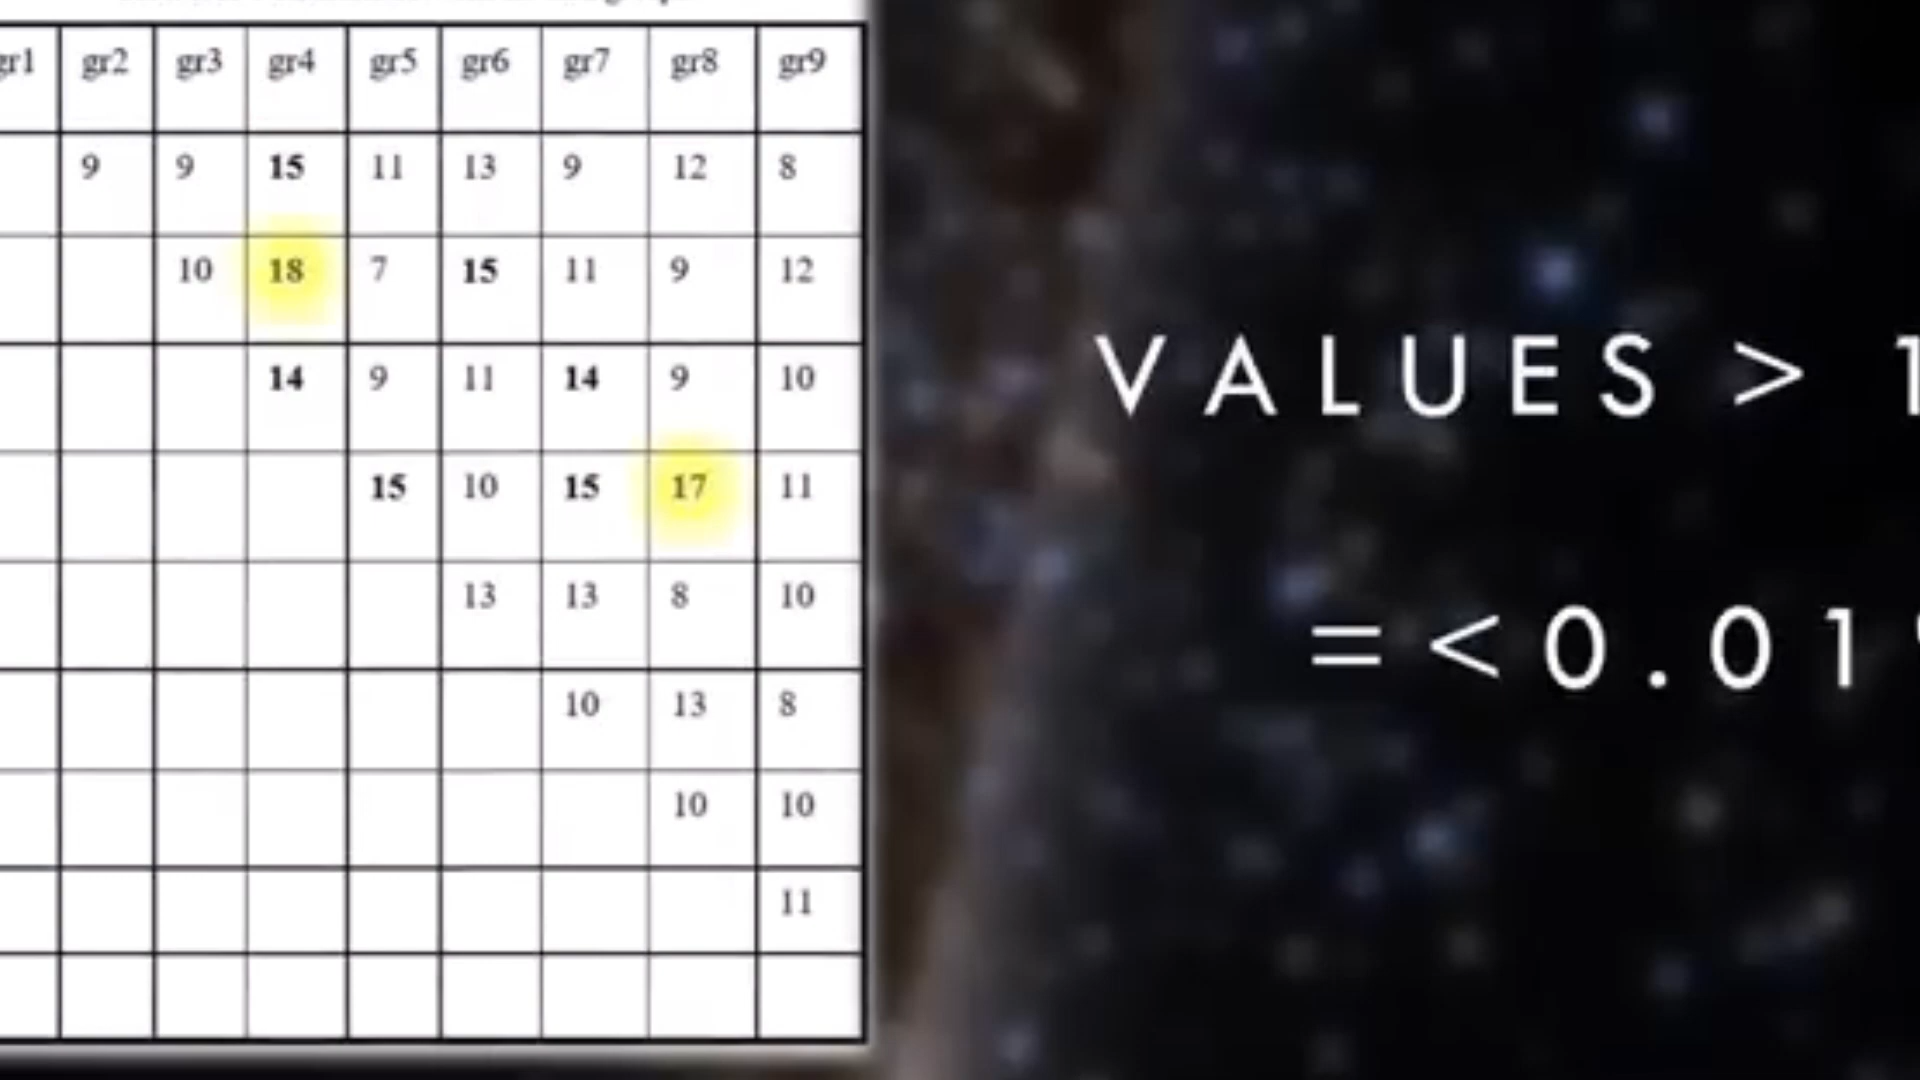 gr1 gr2 gr3 gr4 gr5 gr6 gr7 gr8 gr9
9 9 15 11 13 9 12 8
10 18 7 15 11 9 12
14 9 11 14 9 10
15 10 15 17 11
13 13 8 10
10 13 8
10 10
11
VALUES > 1
=<0.01